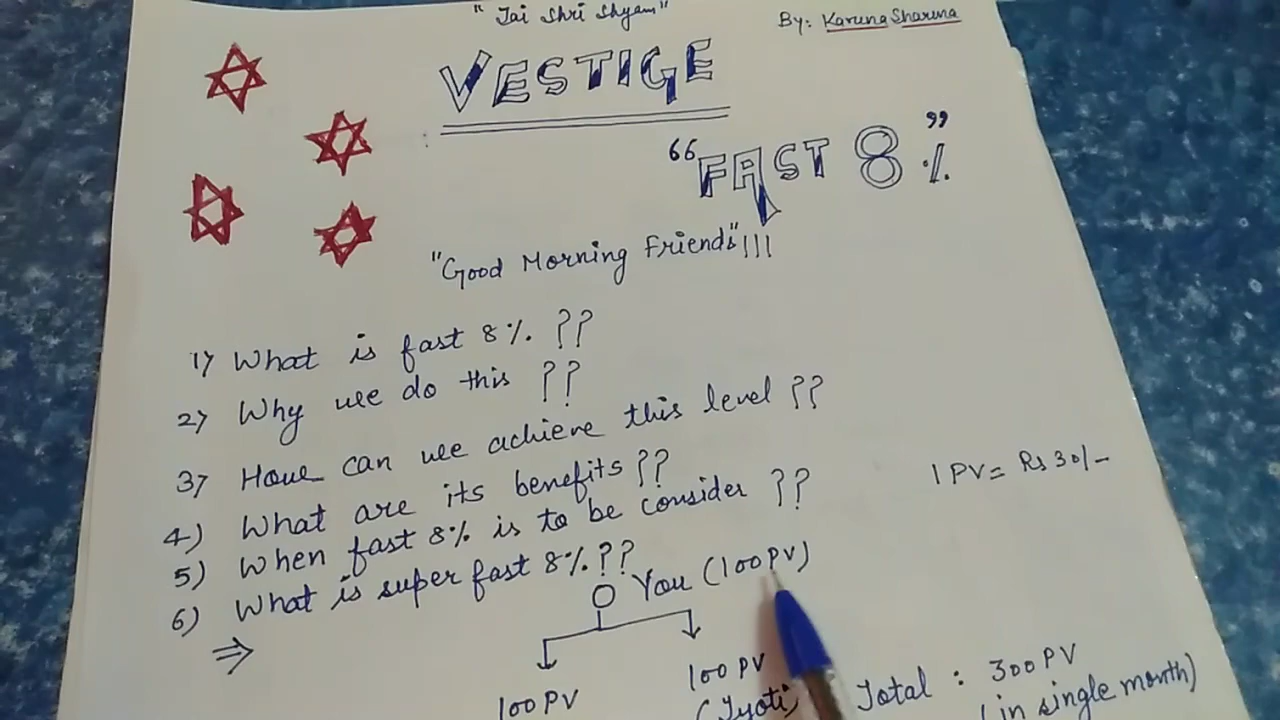 " Jai Shri Shyam"
By: Karuna Sharma
VESTIGE
"FAST 8 %"
"Good Morning Friends"!!!
1) What is fast 8%. ??
2) Why we do this ??
3) How can we achieve this level ??
4) What are its benefits ??
5) When fast 8% is to be consider ??
6) What is super fast 8%. ??
1 PV = Rs 30/-
⇒ You (100 PV)
100 PV
100 PV
(Jyoti)
Total : 300 PV
(in single month)